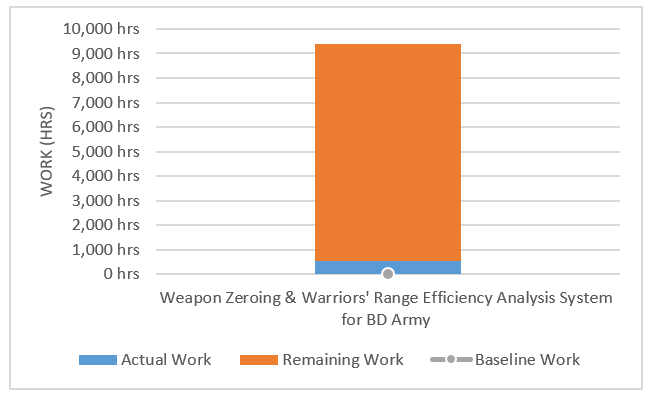 10,000 hrs
9,000 hrs
8,000 hrs
7,000 hrs
6,000 hrs
5,000 hrs
4,000 hrs
3,000 hrs
2,000 hrs
1,000 hrs
0 hrs
WORK (HRS)
Weapon Zeroing & Warriors' Range Efficiency Analysis System
for BD Army
Actual Work
Remaining Work
Baseline Work